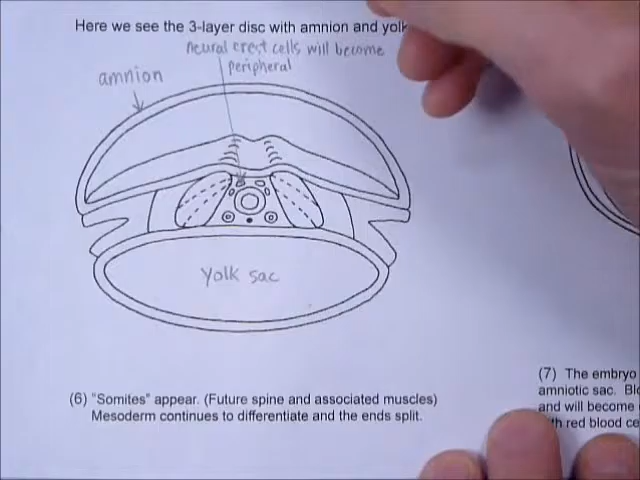 Here we see the 3-layer disc with amnion and yolk
neural crest cells will become
peripheral
amnion
yolk sac
(6) "Somites" appear. (Future spine and associated muscles)
Mesoderm continues to differentiate and the ends split.
(7) The embryo
amniotic sac.
and will become
with red blood